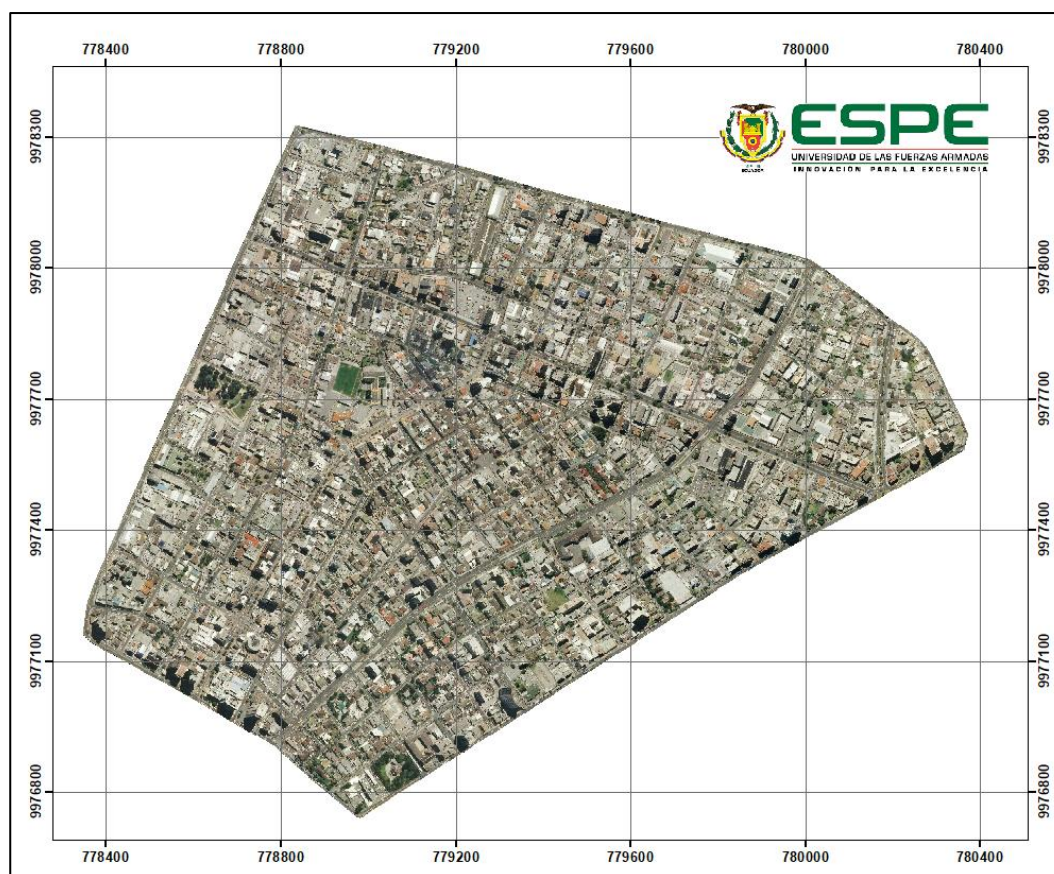 778400 778800 779200 779600 780000 780400
ESPE
UNIVERSIDAD DE LAS FUERZAS ARMADAS
INNOVACIÓN PARA LA EXCELENCIA
ECUADOR
9978300 9978300
9978000 9978000
9977700 9977700
9977400 9977400
9977100 9977100
9976800 9976800
778400 778800 779200 779600 780000 780400